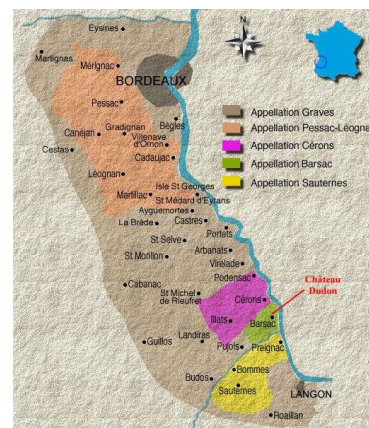 Eysines
N
Martignas
Mérignac
BORDEAUX
Pessac
Bègles
Canéjan
Gradignan
Villenave
d'Ornon
Cestas
Cadaujac
Léognan
Isle St Georges
Martillac
St Médard d'Eyrans
Ayguemortes
La Brède
Castres
Portets
St Selve
Arbanats
St Morillon
Virelade
Podensac
Cabanac
St Michel
de Rieufret
Cérons
Illats
Barsac
Landiras
Guillos
Pujols
Preignac
Bommes
Budos
Sauternes
LANGON
Roaillan
Appellation Graves
Appellation Pessac-Léogna
Appellation Cérons
Appellation Barsac
Appellation Sauternes
Château
Dudon